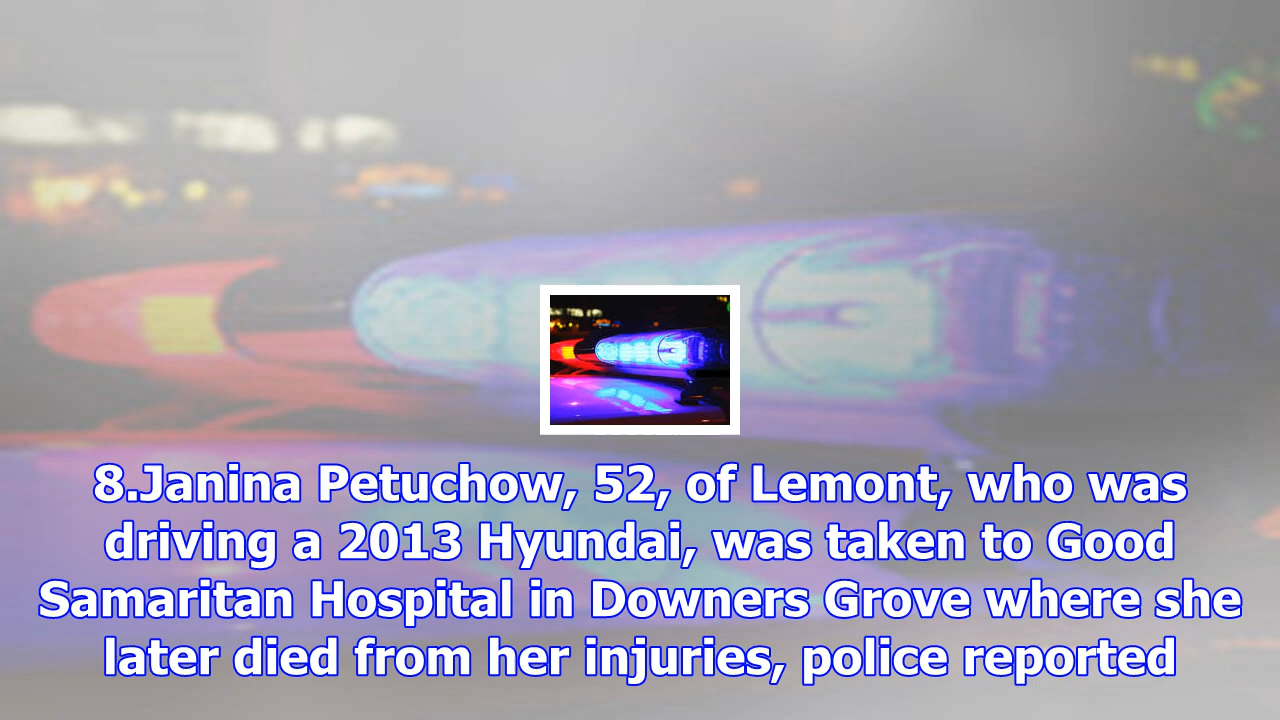 8.Janina Petuchow, 52, of Lemont, who was
driving a 2013 Hyundai, was taken to Good
Samaritan Hospital in Downers Grove where she
later died from her injuries, police reported